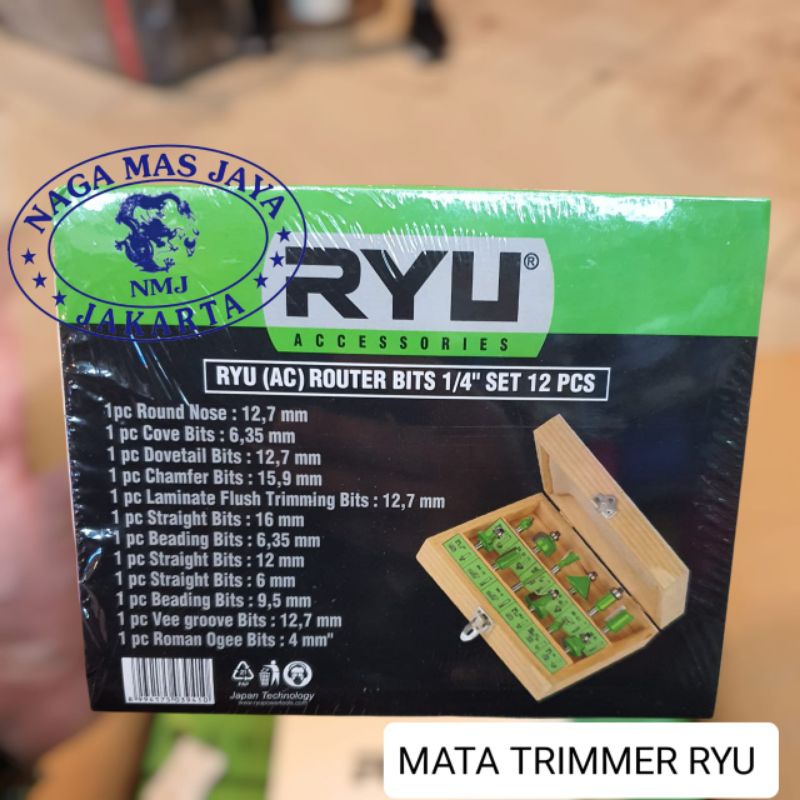 NAGA MAS JAYA
NMJ
JAKARTA
RYU®
ACCESSORIES
RYU (AC) ROUTER BITS 1/4" SET 12 PCS
1pc Round Nose : 12,7 mm
1 pc Cove Bits : 6,35 mm
1 pc Dovetail Bits : 12,7 mm
1 pc Chamfer Bits : 15,9 mm
1 pc Laminate Flush Trimming Bits : 12,7 mm
1 pc Straight Bits : 16 mm
1 pc Beading Bits : 6,35 mm
1 pc Straight Bits : 12 mm
1 pc Straight Bits : 6 mm
1 pc Beading Bits : 9,5 mm
1 pc Vee groove Bits : 12,7 mm
1 pc Roman Ogee Bits : 4 mm"
21
PAP
Japan Technology
www.ryupowertools.com
MATA TRIMMER RYU